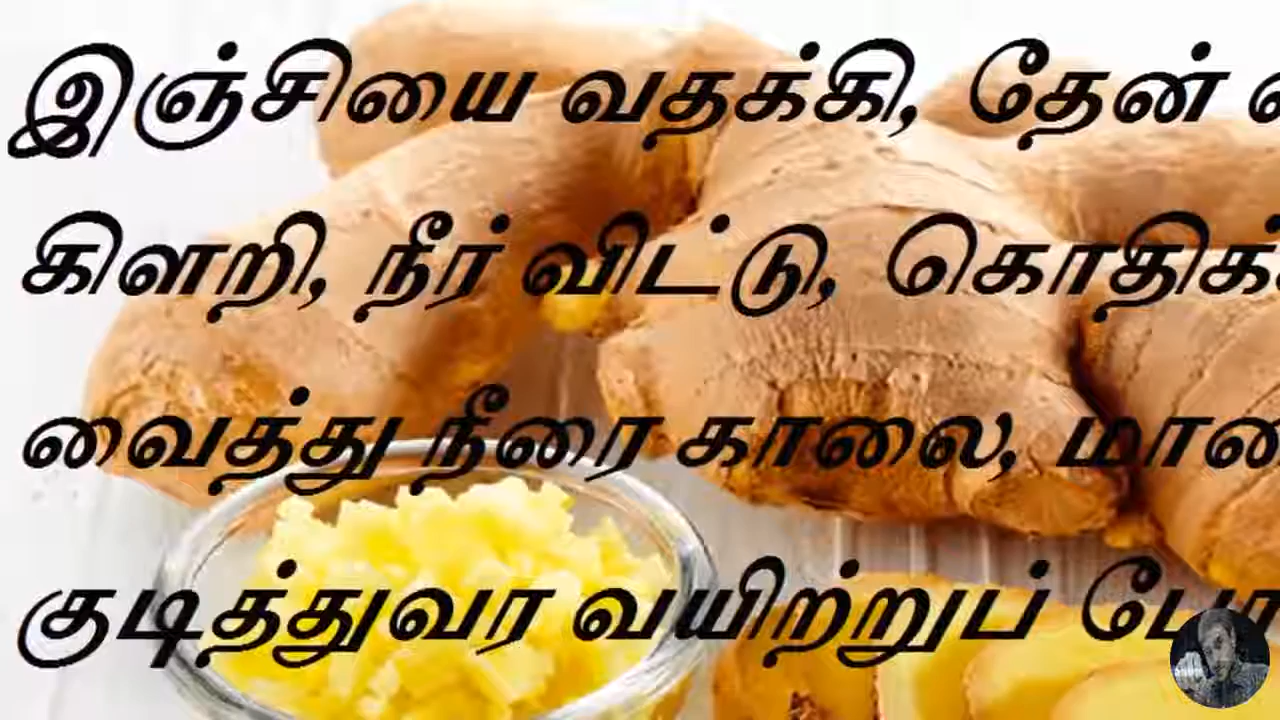 இஞ்சியை வதக்கி, தேன்
கிளறி, நீர் விட்டு,
வைத்து நீரை காலை,
குடித்துவர வயிற்றுப்